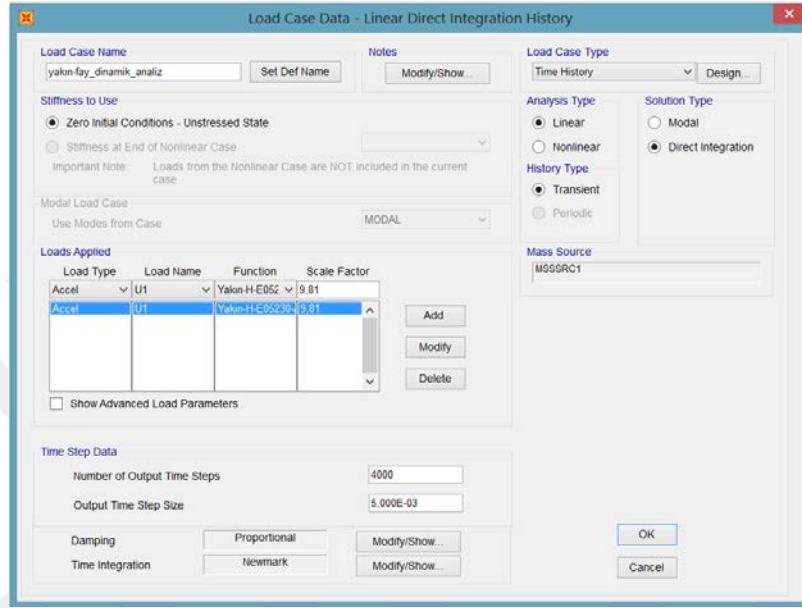 Load Case Data - Linear Direct Integration History
Load Case Name
yakın-fay_dinamik_analiz
Set Def Name
Notes
Modify/Show...
Load Case Type
Time History
Design...
Stiffness to Use
Zero Initial Conditions - Unstressed State
Stiffness at End of Nonlinear Case
Important Note: Loads from the Nonlinear Case are NOT included in the current
case
Analysis Type
Linear
Nonlinear
Solution Type
Modal
Direct Integration
History Type
Transient
Periodic
Modal Load Case
Use Modes from Case
MODAL
Loads Applied
Load Type Load Name Function Scale Factor
Accel U1 Yakın-H-E052 9,81
Accel U1 Yakın-H-E05230- 9,81
Add
Modify
Delete
Show Advanced Load Parameters
Mass Source
MSSSRC1
Time Step Data
Number of Output Time Steps 4000
Output Time Step Size 5,000E-03
Damping Proportional Modify/Show...
Time Integration Newmark Modify/Show...
OK
Cancel